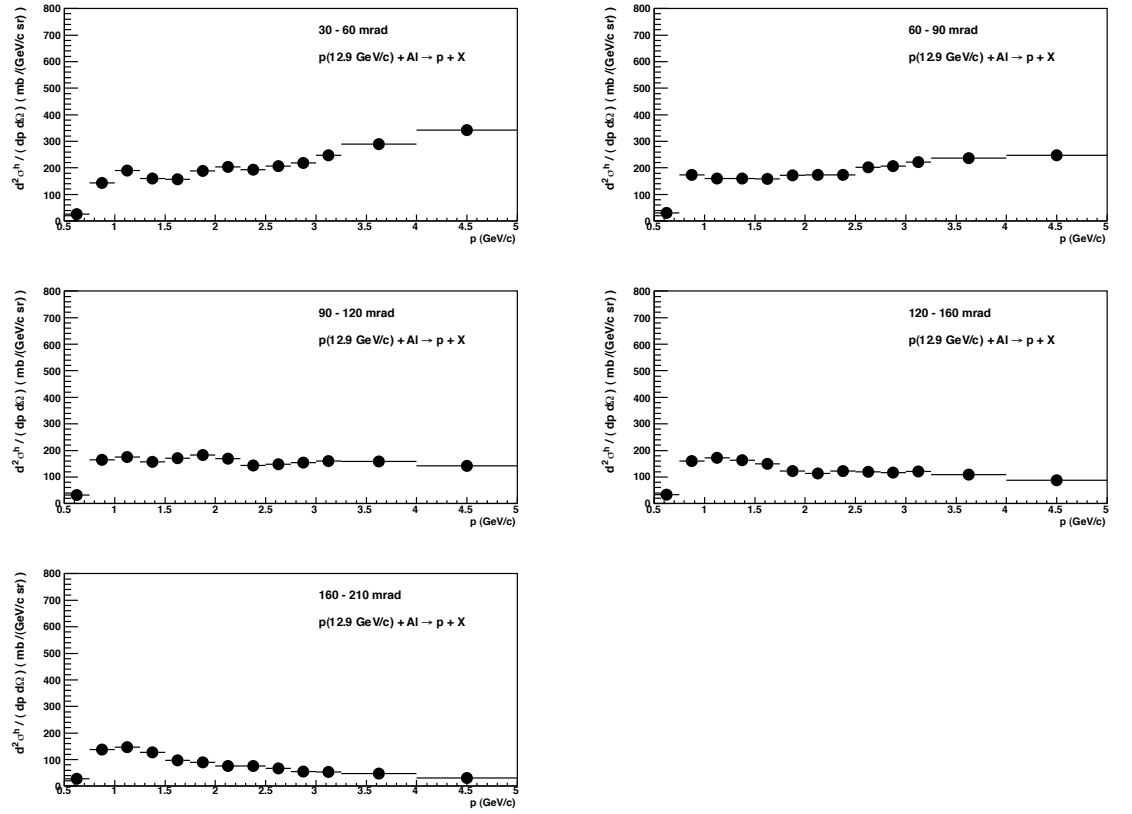 d²σʰ / ( dp dΩ ) ( mb /(GeV/c sr) )
800
700
600
500
400
300
200
100
0
30 - 60 mrad
p(12.9 GeV/c) + Al → p + X
0.5 1 1.5 2 2.5 3 3.5 4 4.5 5
p (GeV/c)
d²σʰ / ( dp dΩ ) ( mb /(GeV/c sr) )
800
700
600
500
400
300
200
100
0
60 - 90 mrad
p(12.9 GeV/c) + Al → p + X
0.5 1 1.5 2 2.5 3 3.5 4 4.5 5
p (GeV/c)
d²σʰ / ( dp dΩ ) ( mb /(GeV/c sr) )
800
700
600
500
400
300
200
100
0
90 - 120 mrad
p(12.9 GeV/c) + Al → p + X
0.5 1 1.5 2 2.5 3 3.5 4 4.5 5
p (GeV/c)
d²σʰ / ( dp dΩ ) ( mb /(GeV/c sr) )
800
700
600
500
400
300
200
100
0
120 - 160 mrad
p(12.9 GeV/c) + Al → p + X
0.5 1 1.5 2 2.5 3 3.5 4 4.5 5
p (GeV/c)
d²σʰ / ( dp dΩ ) ( mb /(GeV/c sr) )
800
700
600
500
400
300
200
100
0
160 - 210 mrad
p(12.9 GeV/c) + Al → p + X
0.5 1 1.5 2 2.5 3 3.5 4 4.5 5
p (GeV/c)